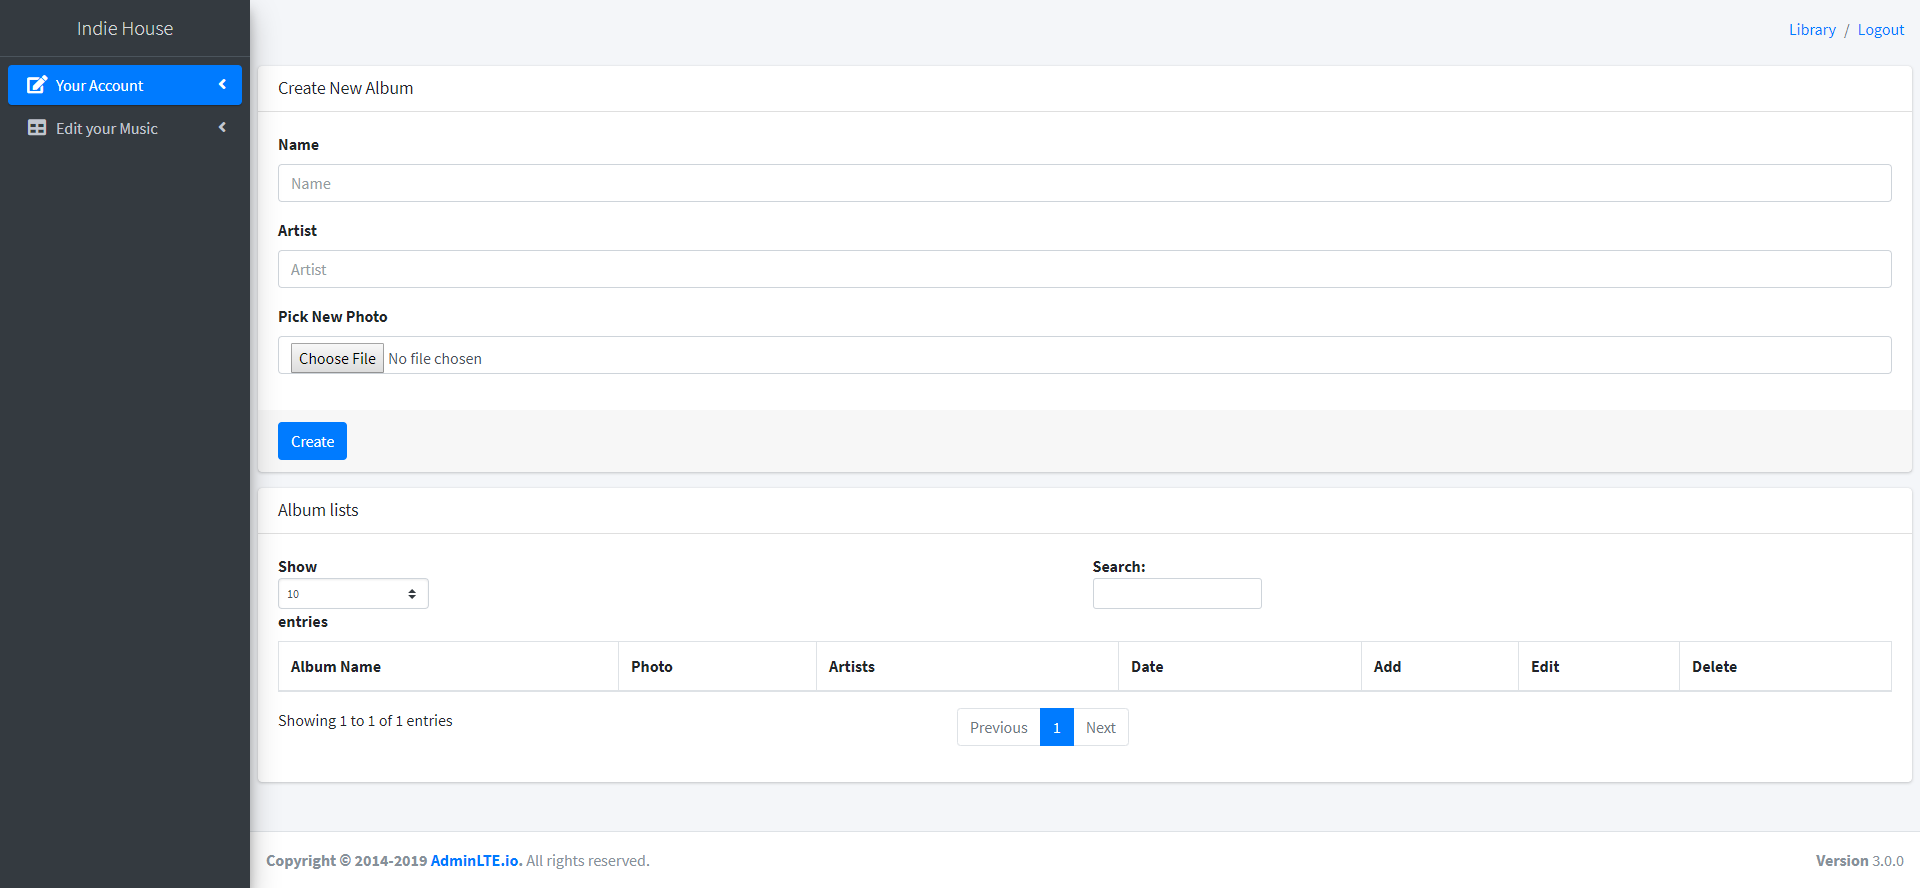 Indie House
Library / Logout
Your Account
Edit your Music
Create New Album
Name
Name
Artist
Artist
Pick New Photo
Choose File No file chosen
Create
Album lists
Show
Search:
10
entries
Album Name Photo Artists Date Add Edit Delete
Showing 1 to 1 of 1 entries
Previous 1 Next
Copyright © 2014-2019 AdminLTE.io. All rights reserved.
Version 3.0.0